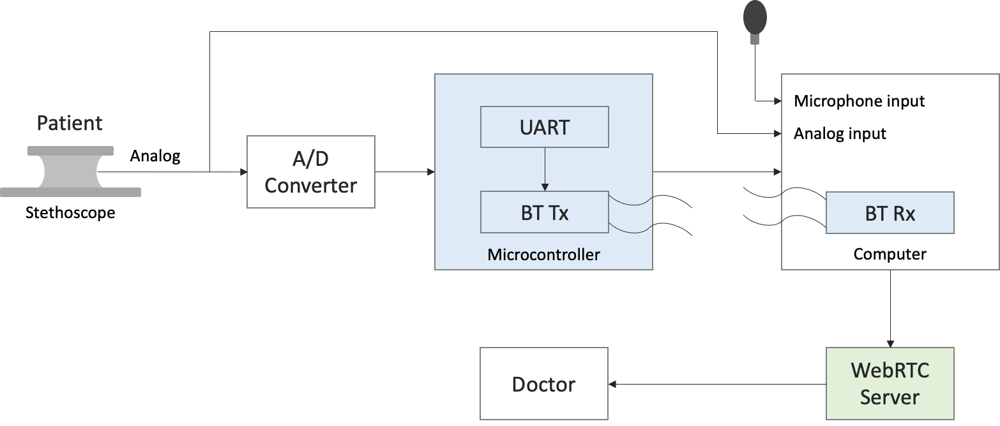 Patient
Analog
Stethoscope
A/D
Converter
UART
BT Tx
Microcontroller
Microphone input
Analog input
BT Rx
Computer
Doctor
WebRTC
Server